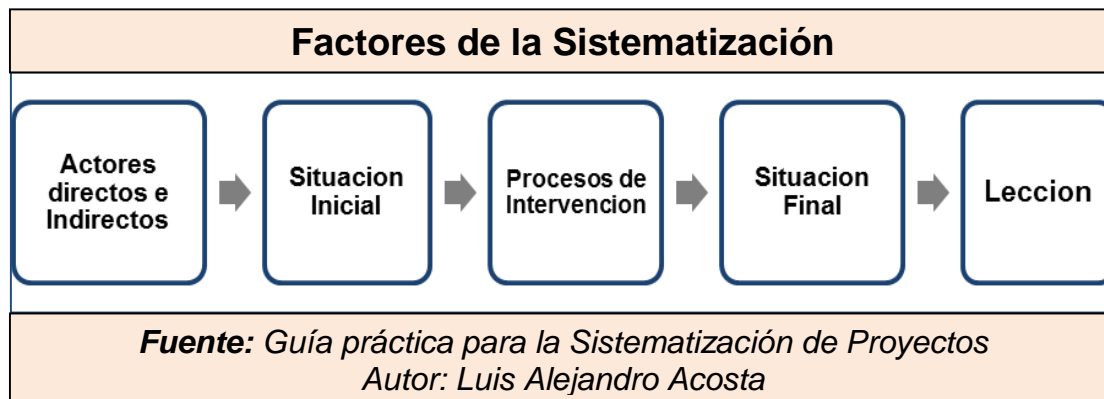 Factores de la Sistematización
Actores
directos e
Indirectos
Situacion
Inicial
Procesos de
Intervencion
Situacion
Final
Leccion
Fuente: Guía práctica para la Sistematización de Proyectos
Autor: Luis Alejandro Acosta